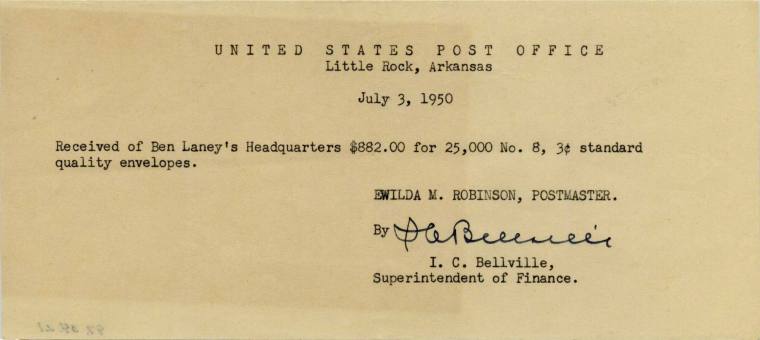 UNITED STATES POST OFFICE
Little Rock, Arkansas
July 3, 1950
Received of Ben Laney's Headquarters $882.00 for 25,000 No. 8, 3¢ standard
quality envelopes.
EWILDA M. ROBINSON, POSTMASTER.
By I C Bellville
I. C. Bellville,
Superintendent of Finance.